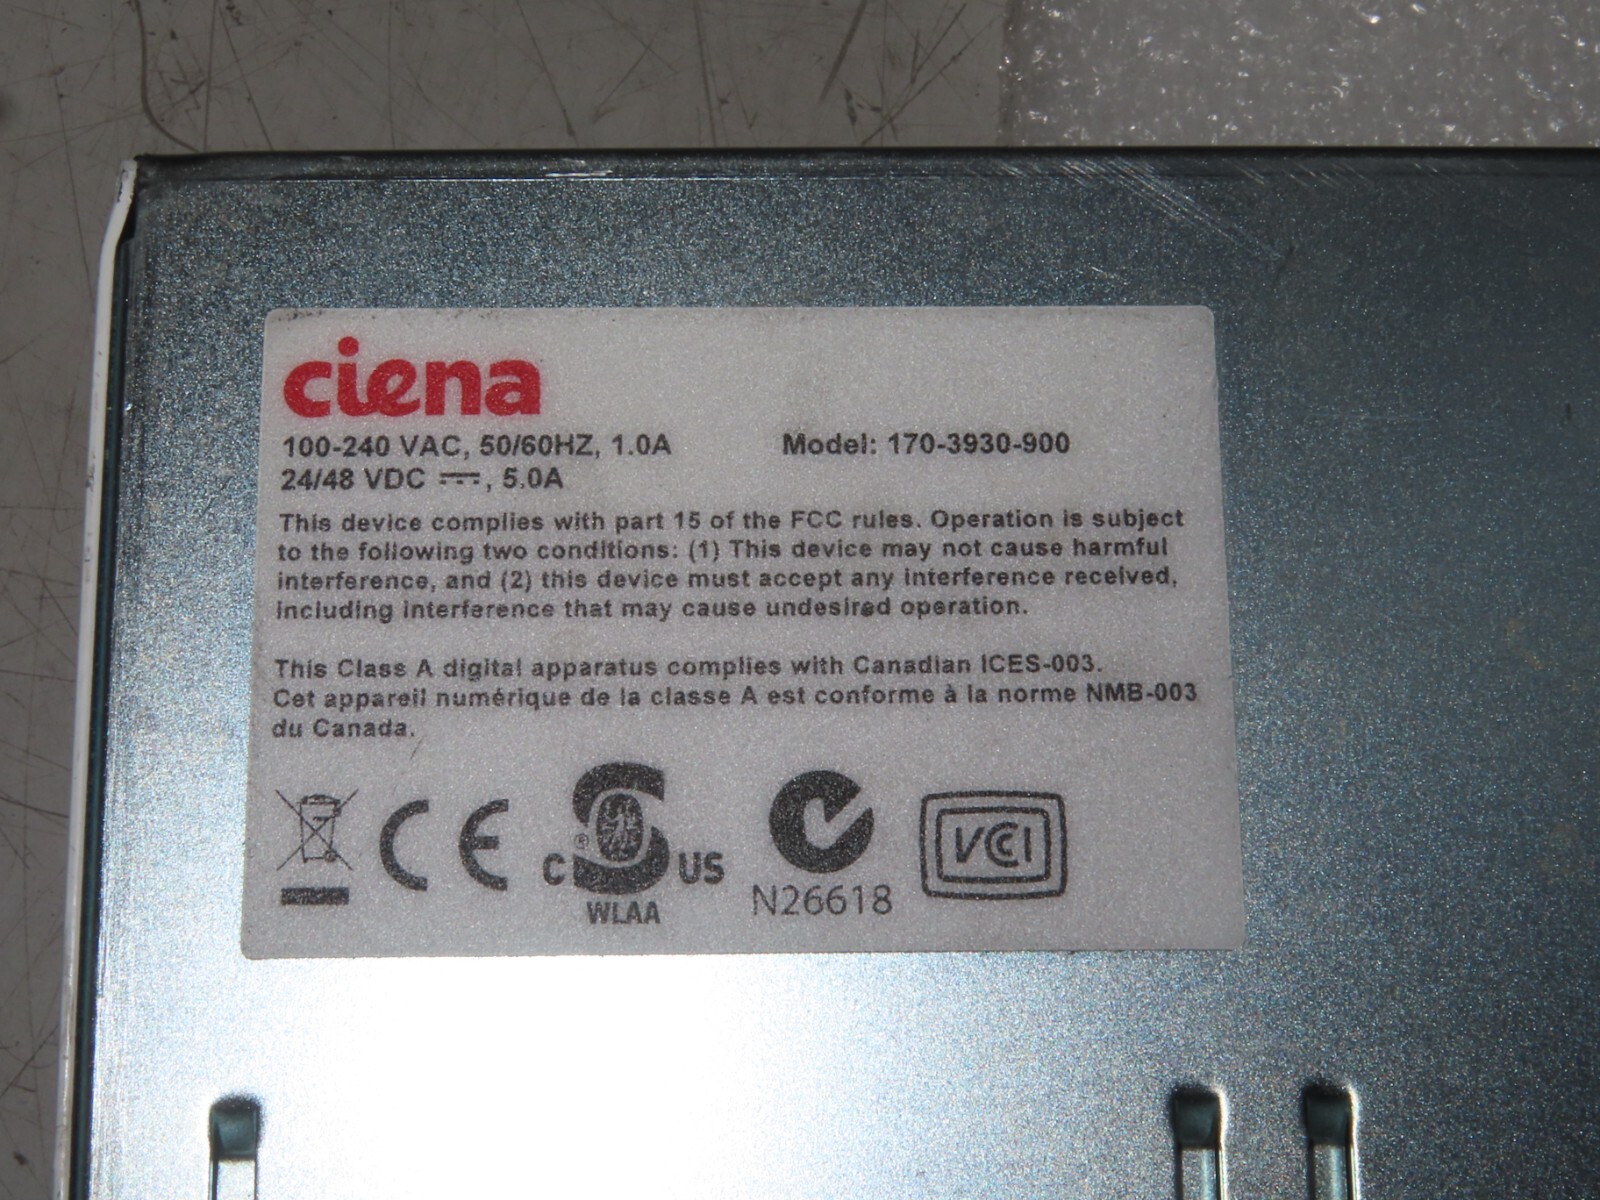 ciena
100-240 VAC, 50/60HZ, 1.0A
Model: 170-3930-900
24/48 VDC ⎓, 5.0A
This device complies with part 15 of the FCC rules. Operation is subject
to the following two conditions: (1) This device may not cause harmful
interference, and (2) this device must accept any interference received,
including interference that may cause undesired operation.
This Class A digital apparatus complies with Canadian ICES-003.
Cet appareil numérique de la classe A est conforme à la norme NMB-003
du Canada.
CE
C S ® US
WLAA
N26618
VCCI